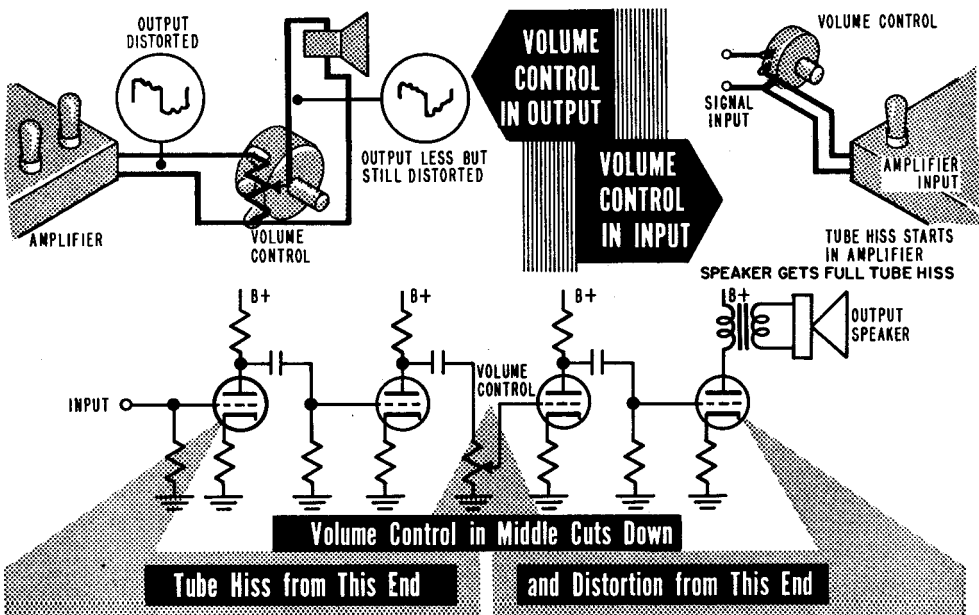 OUTPUT
DISTORTED
AMPLIFIER
VOLUME
CONTROL
OUTPUT LESS BUT
STILL DISTORTED
VOLUME
CONTROL
IN OUTPUT
VOLUME
CONTROL
IN INPUT
VOLUME CONTROL
SIGNAL
INPUT
AMPLIFIER
INPUT
TUBE HISS STARTS
IN AMPLIFIER
SPEAKER GETS FULL TUBE HISS
B+
B+
B+
B+
INPUT
VOLUME
CONTROL
OUTPUT
SPEAKER
Volume Control in Middle Cuts Down
Tube Hiss from This End
and Distortion from This End